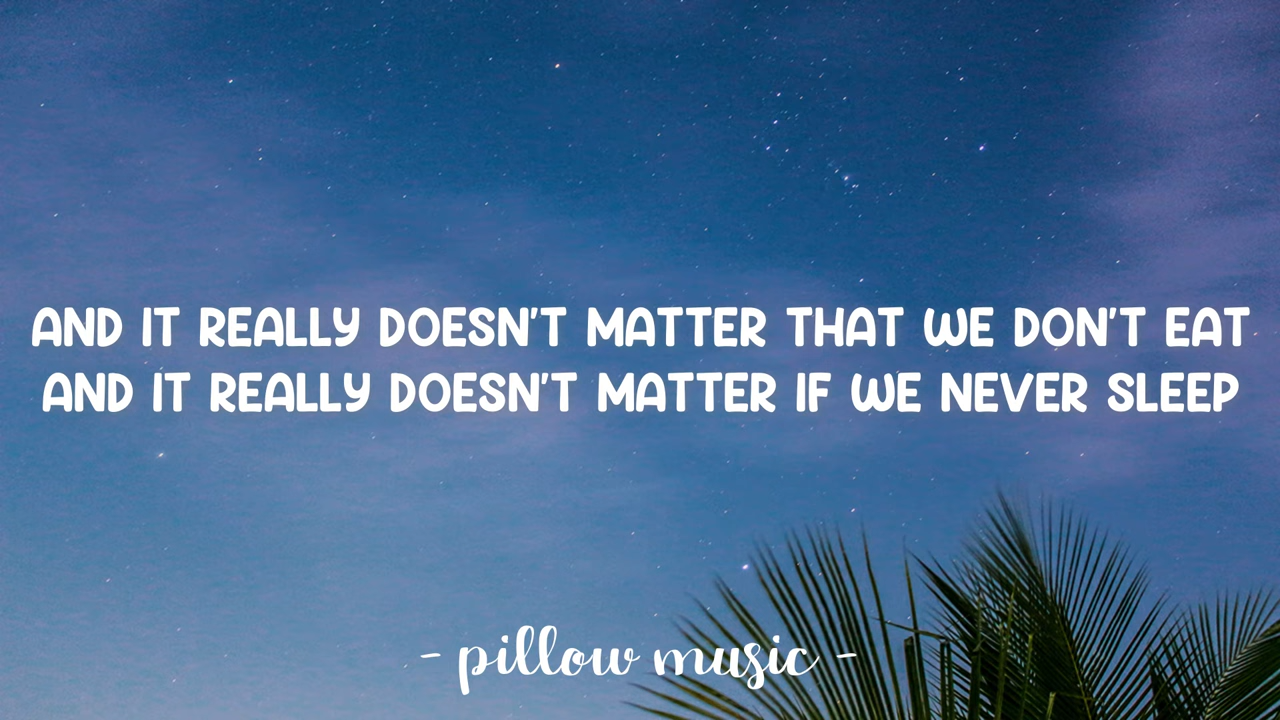 AND IT REALLY DOESN'T MATTER THAT WE DON'T EAT
AND IT REALLY DOESN'T MATTER IF WE NEVER SLEEP
- pillow music -